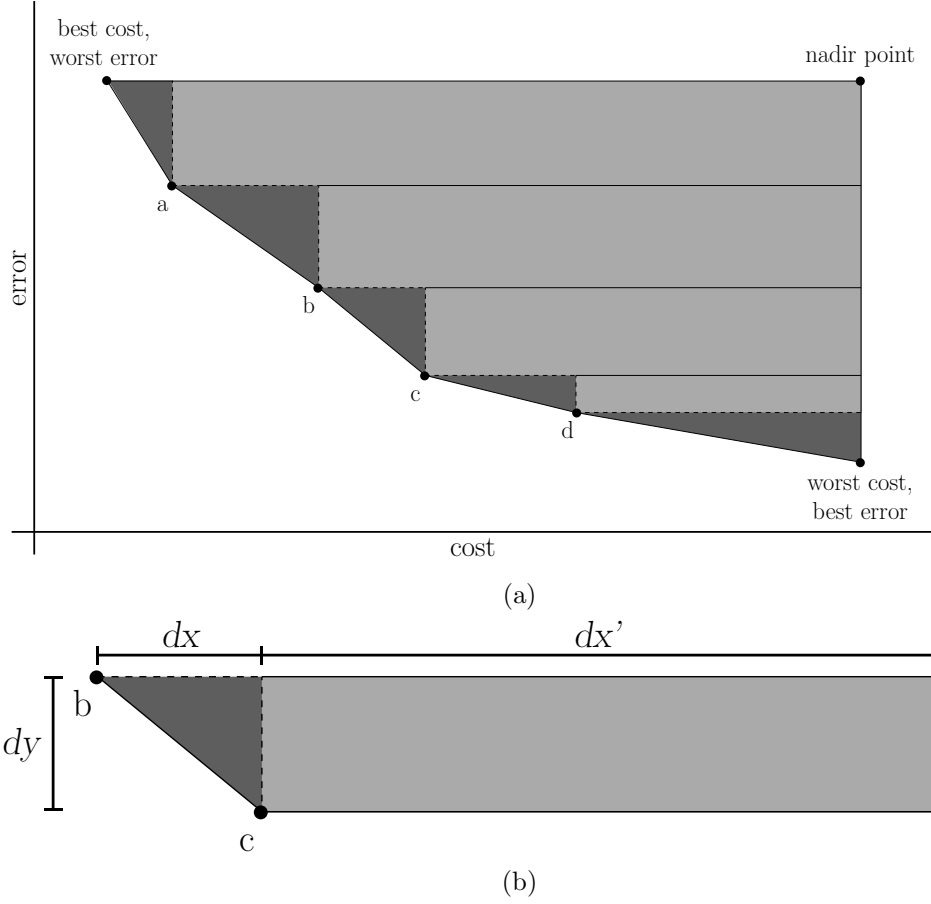 best cost,
worst error
nadir point
a
b
c
d
error
worst cost,
best error
cost
(a)
dx
dx'
b
dy
c
(b)